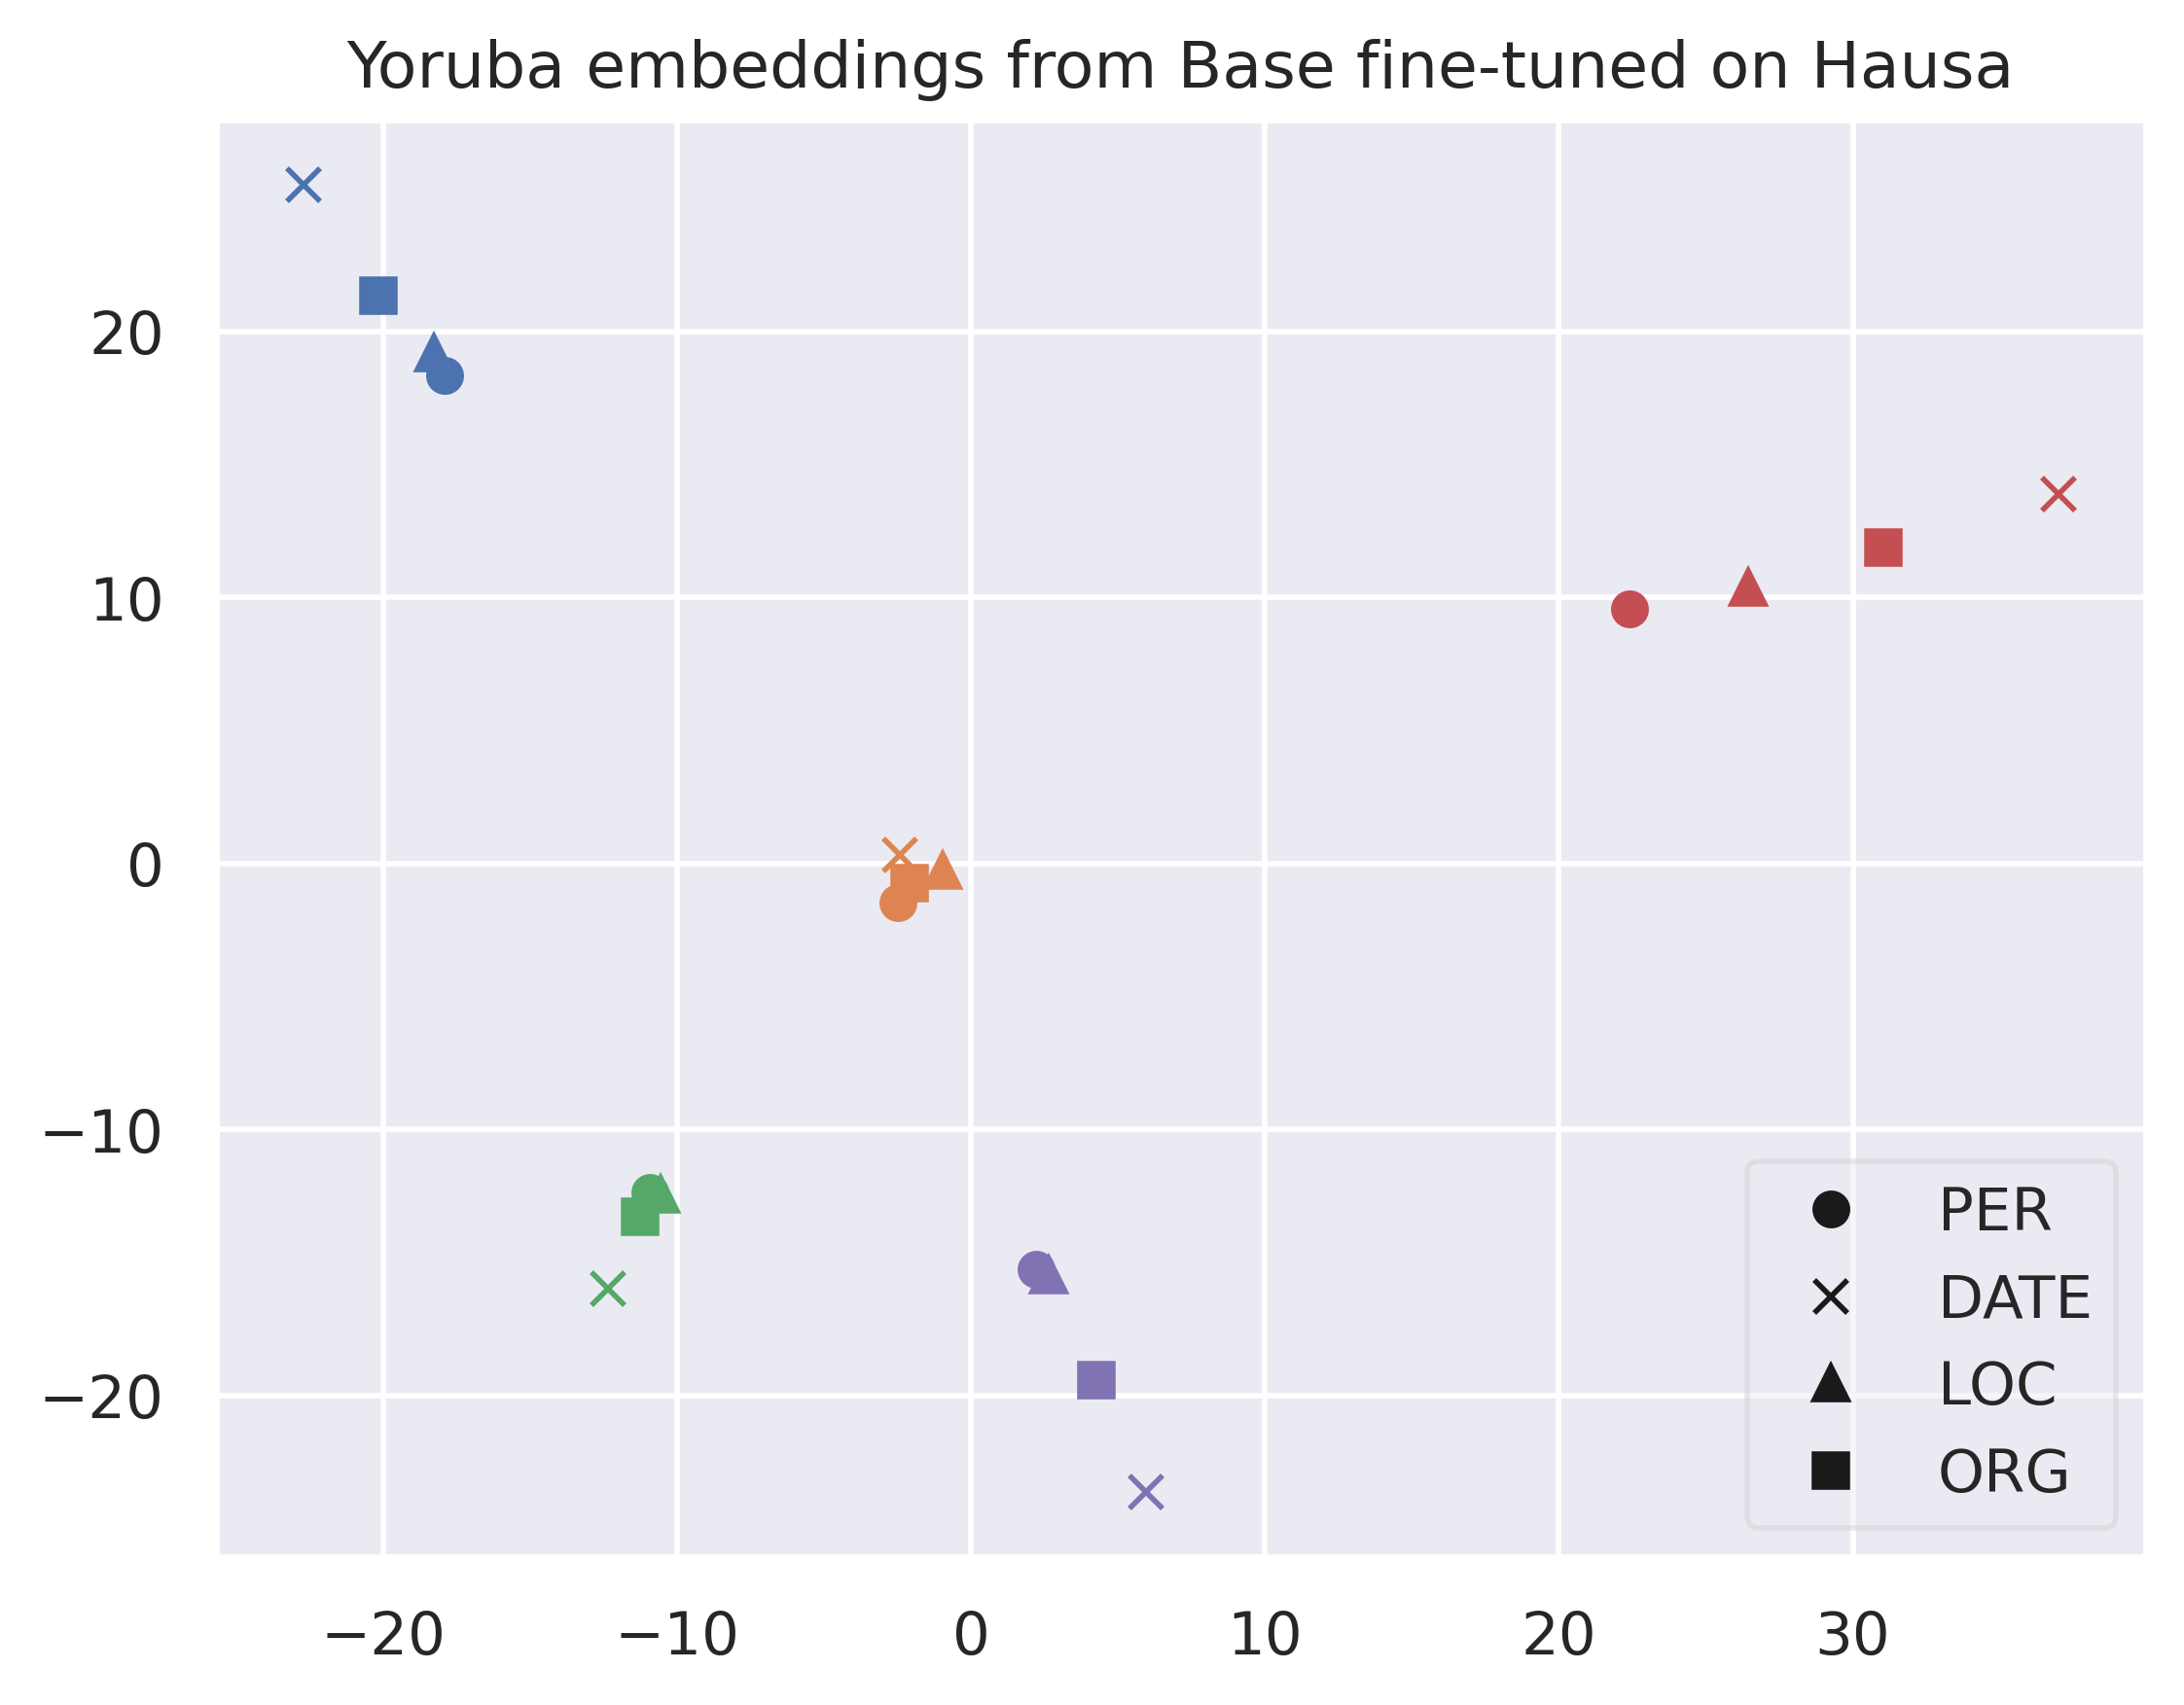 Yoruba embeddings from Base fine-tuned on Hausa
20
10
0
−10
−20
−20 −10 0 10 20 30
PER
DATE
LOC
ORG